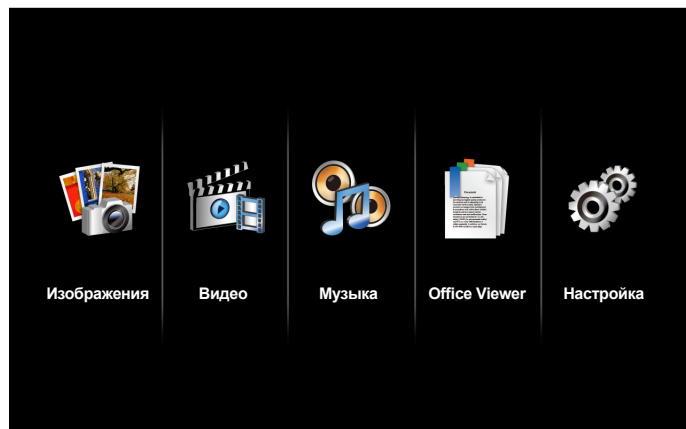 Изображения
Видео
Музыка
Office Viewer
Настройка